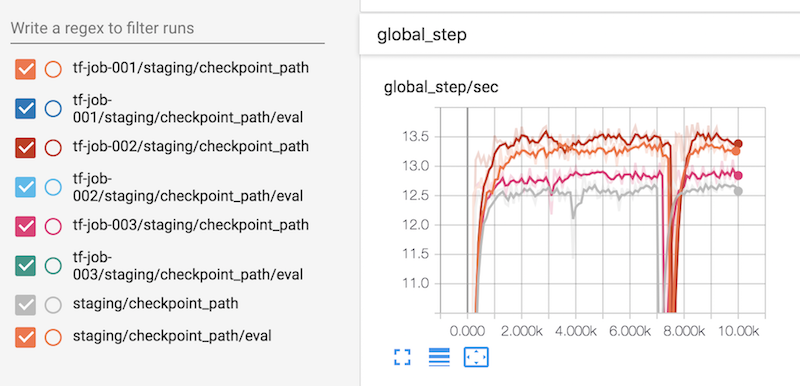 Write a regex to filter runs
tf-job-001/staging/checkpoint_path
tf-job-
001/staging/checkpoint_path/eval
tf-job-002/staging/checkpoint_path
tf-job-
002/staging/checkpoint_path/eval
tf-job-003/staging/checkpoint_path
tf-job-
003/staging/checkpoint_path/eval
staging/checkpoint_path
staging/checkpoint_path/eval
global_step
global_step/sec
13.5
13.0
12.5
12.0
11.5
11.0
0.000 2.000k 4.000k 6.000k 8.000k 10.00k